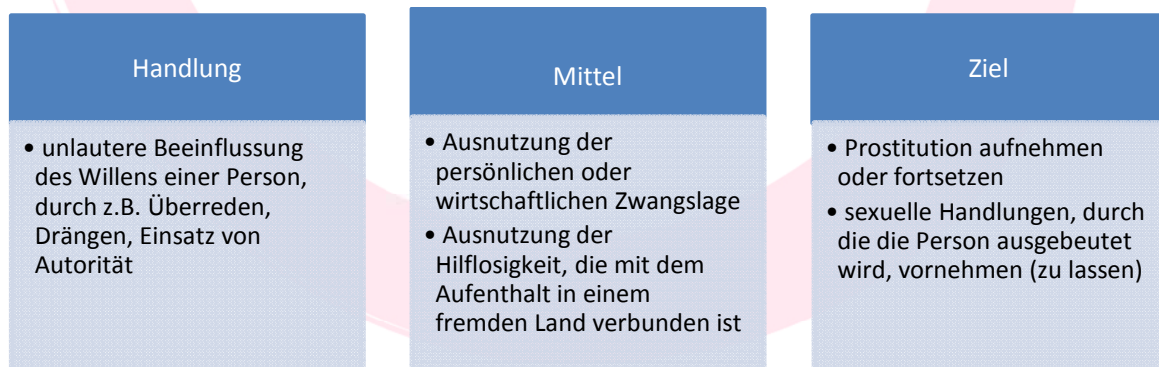 Handlung
• unlautere Beeinflussung
des Willens einer Person,
durch z.B. Überreden,
Drängen, Einsatz von
Autorität
Mittel
• Ausnutzung der
persönlichen oder
wirtschaftlichen Zwangslage
• Ausnutzung der
Hilflosigkeit, die mit dem
Aufenthalt in einem
fremden Land verbunden ist
Ziel
• Prostitution aufnehmen
oder fortsetzen
• sexuelle Handlungen, durch
die die Person ausgebeutet
wird, vornehmen (zu lassen)